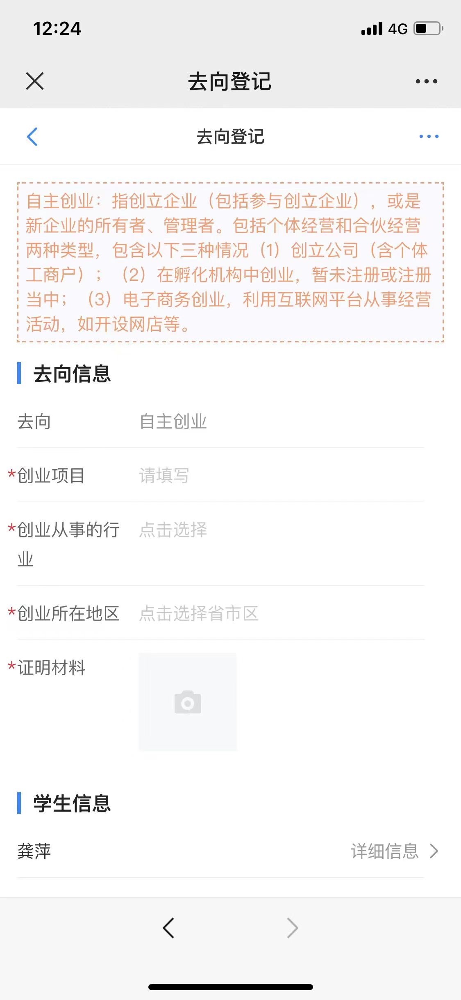 12:24
4G
去向登记
去向登记
自主创业：指创立企业（包括参与创立企业），或是
新企业的所有者、管理者。包括个体经营和合伙经营
两种类型，包含以下三种情况（1）创立公司（含个体
工商户）；（2）在孵化机构中创业，暂未注册或注册
当中；（3）电子商务创业，利用互联网平台从事经营
活动，如开设网店等。
去向信息
去向 自主创业
*创业项目 请填写
*创业从事的行 点击选择
业
*创业所在地区 点击选择省市区
*证明材料
学生信息
龚萍 详细信息